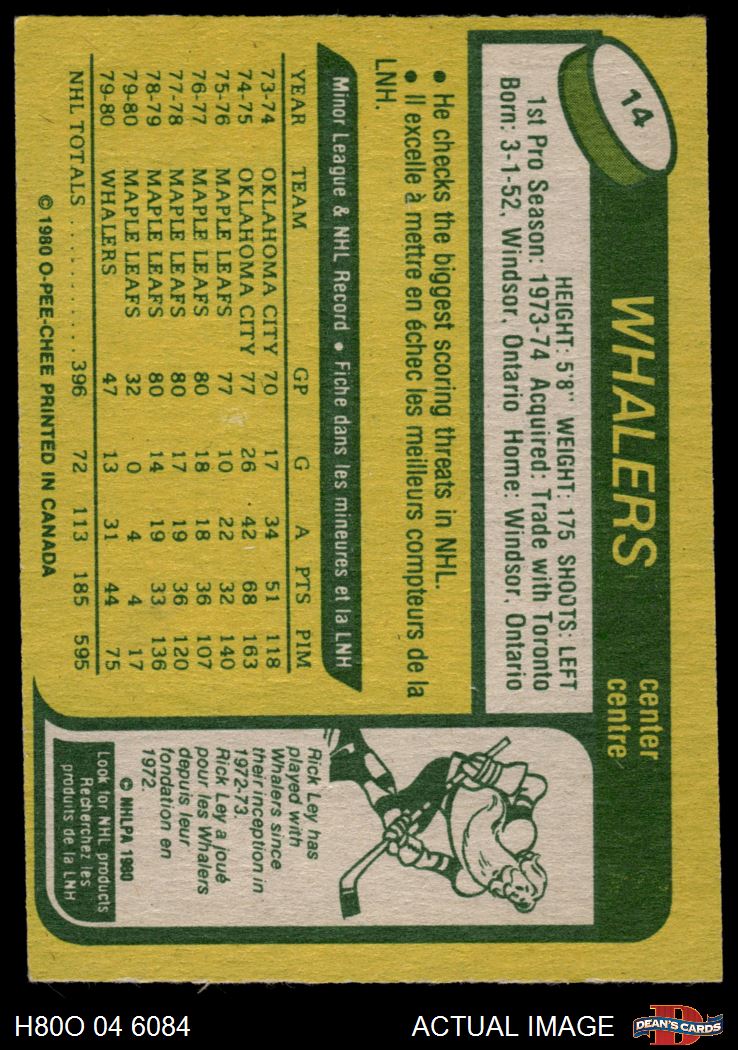 14
WHALERS
center
centre
HEIGHT: 5'8" WEIGHT: 175 SHOOTS: LEFT
1st Pro Season: 1973-74 Acquired: Trade with Toronto
Born: 3-1-52, Windsor, Ontario Home: Windsor, Ontario
• He checks the biggest scoring threats in NHL.
• Il excelle à mettre en échec les meilleurs compteurs de la
LNH.
Minor League & NHL Record • Fiche dans les mineures et la LNH
YEAR TEAM GP G A PTS PIM
73-74 OKLAHOMA CITY 70 17 34 51 118
74-75 OKLAHOMA CITY 77 26 42 68 163
75-76 MAPLE LEAFS 77 10 22 32 140
76-77 MAPLE LEAFS 80 18 18 36 107
77-78 MAPLE LEAFS 80 17 19 36 120
78-79 MAPLE LEAFS 80 14 19 33 136
79-80 MAPLE LEAFS 32 0 4 4 17
79-80 WHALERS 47 13 31 44 75
NHL TOTALS .............. 396 72 113 185 595
© 1980 O-PEE-CHEE PRINTED IN CANADA
Rick Ley has
played with
Whalers since
their inception in
1972-73.
Rick Ley a joué
pour les Whalers
depuis leur
fondation en
1972.
© NHLPA 1980
Look for NHL products
Recherchez les
produits de la LNH
H80O 04 6084
ACTUAL IMAGE
DEAN'S CARDS